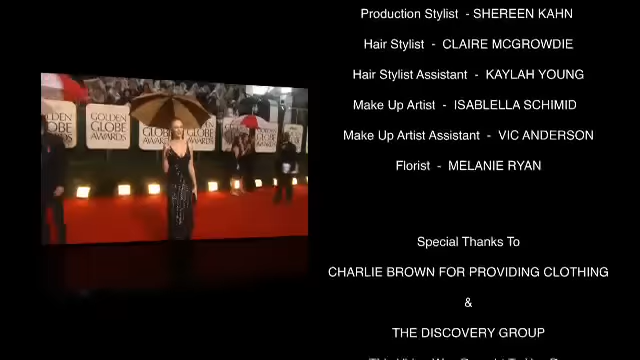 Production Stylist - SHEREEN KAHN
Hair Stylist - CLAIRE MCGROWDIE
Hair Stylist Assistant - KAYLAH YOUNG
Make Up Artist - ISABLELLA SCHIMID
Make Up Artist Assistant - VIC ANDERSON
Florist - MELANIE RYAN
Special Thanks To
CHARLIE BROWN FOR PROVIDING CLOTHING
&
THE DISCOVERY GROUP
GOLDEN
GLOBE
AWARDS